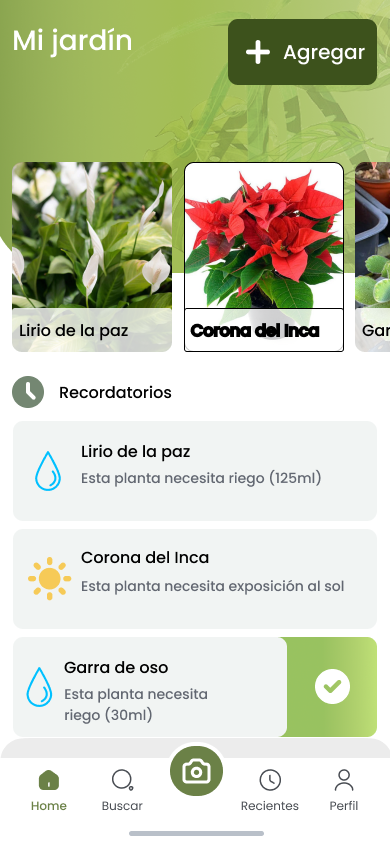 Mi jardín
Agregar
Lirio de la paz
Corona del Inca
Gar
Recordatorios
Lirio de la paz
Esta planta necesita riego (125ml)
Corona del Inca
Esta planta necesita exposición al sol
Garra de oso
Esta planta necesita
riego (30ml)
Home
Buscar
Recientes
Perfil